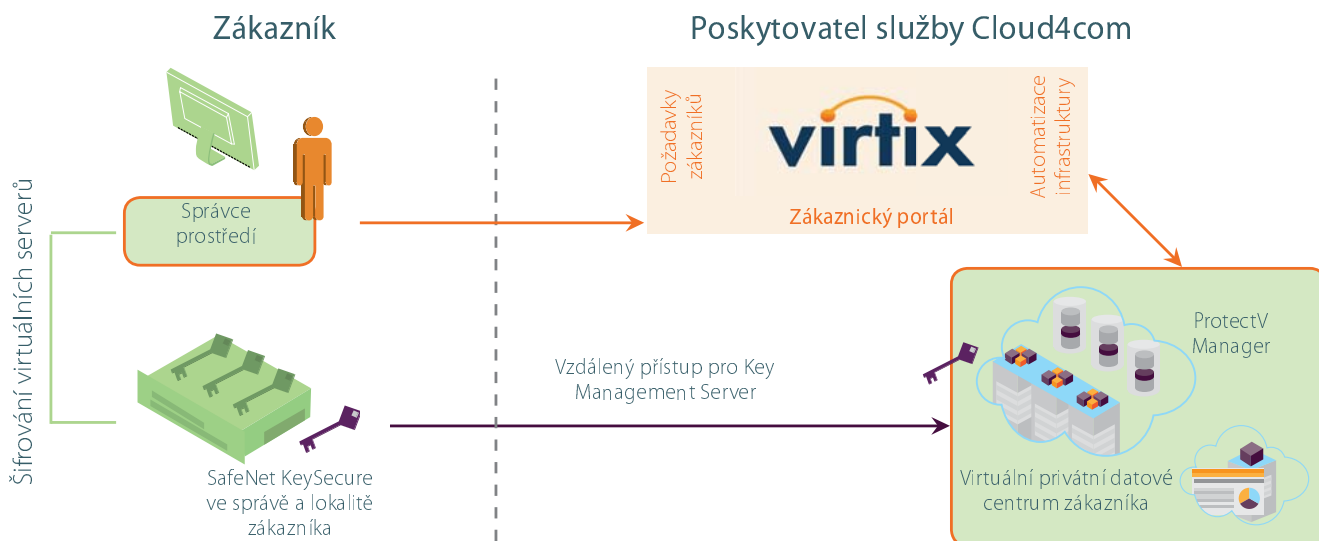 Zákazník
Poskytovatel služby Cloud4com
Šifrování virtuálních serverů
Správce
prostředí
Požadavky
zákazníků
virtix
Automatizace
infrastruktury
Zákaznický portál
Vzdálený přístup pro Key
Management Server
SafeNet KeySecure
ve správě a lokalitě
zákazníka
ProtectV
Manager
Virtuální privátní datové
centrum zákazníka